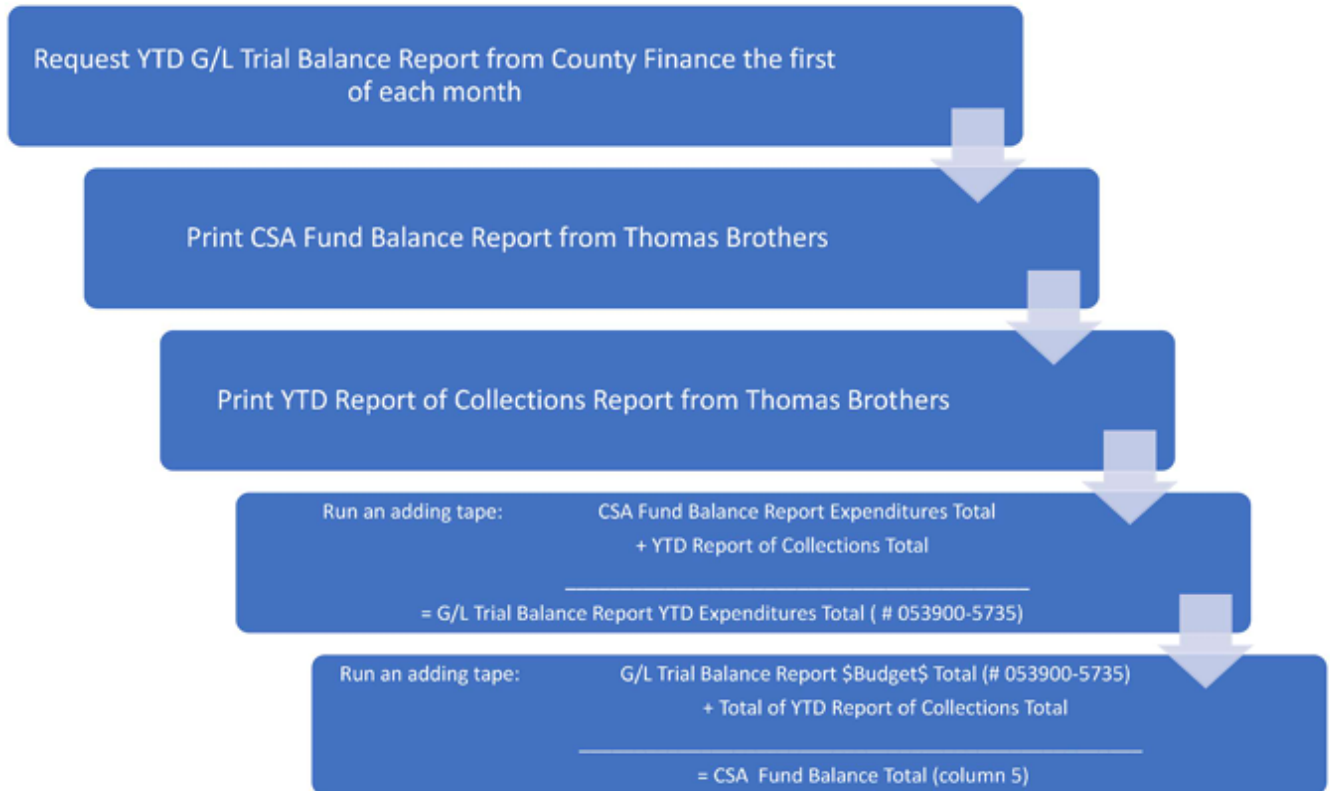 Request YTD G/L Trial Balance Report from County Finance the first
of each month
Print CSA Fund Balance Report from Thomas Brothers
Print YTD Report of Collections Report from Thomas Brothers
Run an adding tape: CSA Fund Balance Report Expenditures Total
+ YTD Report of Collections Total
= G/L Trial Balance Report YTD Expenditures Total ( # 053900-5735)
Run an adding tape: G/L Trial Balance Report $Budget$ Total (# 053900-5735)
+ Total of YTD Report of Collections Total
= CSA Fund Balance Total (column 5)